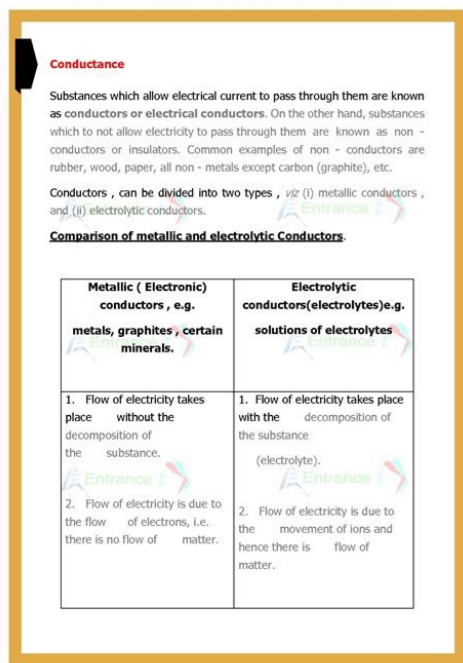 Conductance
Substances which allow electrical current to pass through them are known
as conductors or electrical conductors. On the other hand, substances
which to not allow electricity to pass through them are known as non -
conductors or insulators. Common examples of non - conductors are
rubber, wood, paper, all non - metals except carbon (graphite), etc.
Conductors , can be divided into two types , viz (i) metallic conductors ,
and (ii) electrolytic conductors.
Entrance
Entrance
Comparison of metallic and electrolytic Conductors.
Metallic ( Electronic)
conductors , e.g.
metals, graphites , certain
minerals.
Entrance
Electrolytic
conductors(electrolytes)e.g.
solutions of electrolytes
Entrance
1. Flow of electricity takes
place without the
decomposition of
the substance.
Entrance
2. Flow of electricity is due to
the flow of electrons, i.e.
there is no flow of matter.
1. Flow of electricity takes place
with the decomposition of
the substance
(electrolyte).
Entrance
2. Flow of electricity is due to
the movement of ions and
hence there is flow of
matter.